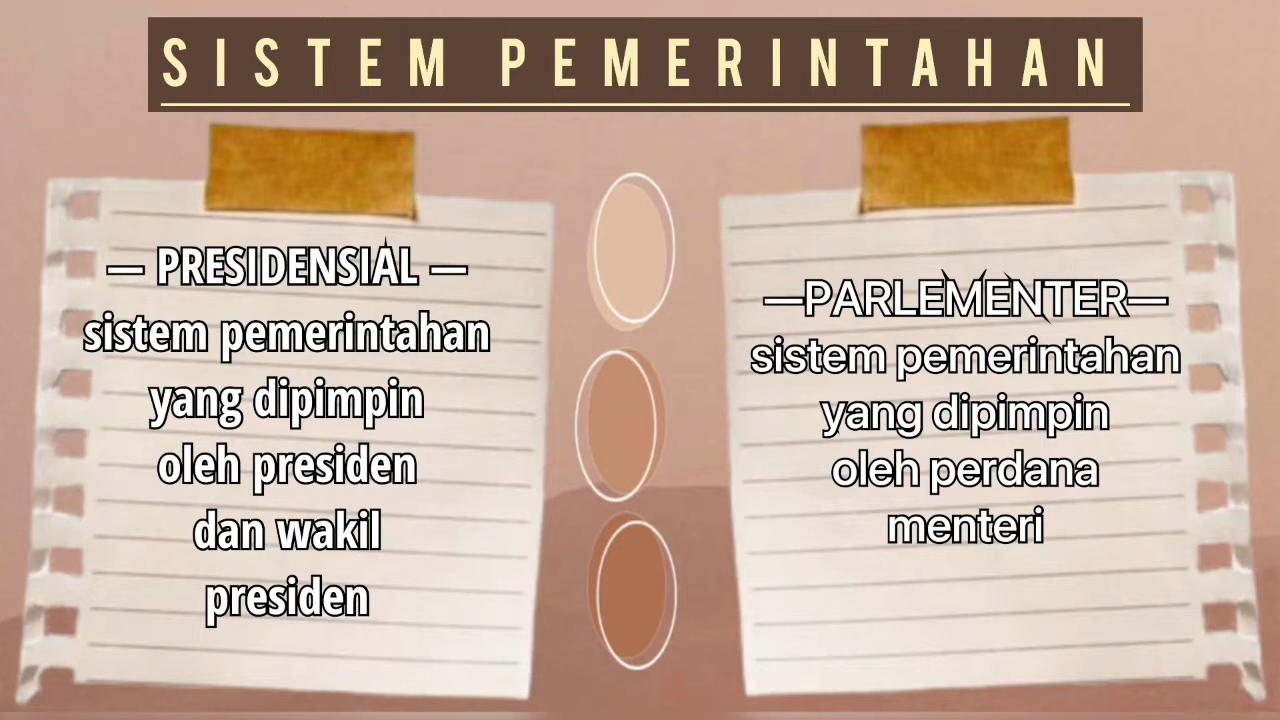 SISTEM PEMERINTAHAN
— PRESIDENSIAL —
sistem pemerintahan
yang dipimpin
oleh presiden
dan wakil
presiden
—PARLEMENTER—
sistem pemerintahan
yang dipimpin
oleh perdana
menteri